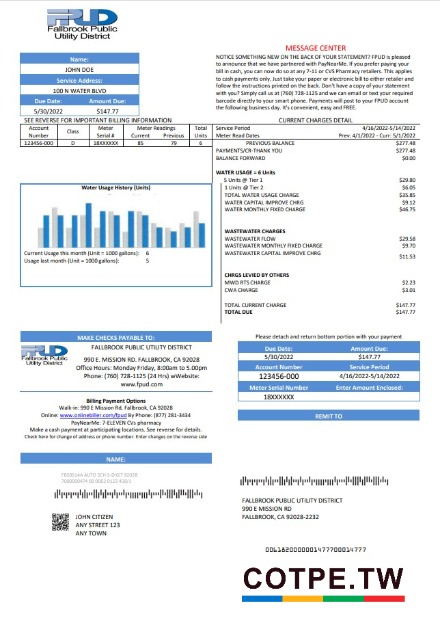 FPUD
Fallbrook Public
Utility District
Name:
JOHN DOE
Service Address:
100 N WATER BLVD
Due Date: Amount Due:
5/30/2022 $147.77
MESSAGE CENTER
NOTICE SOMETHING NEW ON THE BACK OF YOUR STATEMENT? FPUD is pleased
to announce that we have partnered with PayNearMe. If you prefer paying your
bill in cash, you can now do so at any 7-11 or CVS Pharmacy retailers. This applies
to cash payments only. Just take your paper or electronic bill to either retailer and
follow the instructions printed on the back. Don't have a copy of your statement
with you? Simply call us at (760) 728-1125 and we can email or text your required
barcode directly to your smart phone. Payments will post to your FPUD account
the following business day. It's convenient, easy and FREE.
SEE REVERSE FOR IMPORTANT BILLING INFORMATION
Account Number Class Meter Serial # Meter Readings Current Previous Total Units
123456-000 D 18XXXXXX 85 79 6
CURRENT CHARGES DETAIL
Service Period 4/16/2022-5/14/2022
Meter Read Dates Prev: 4/1/2022 - Curr: 5/1/2022
PREVIOUS BALANCE $277.48
PAYMENTS/CR-THANK YOU $277.48
BALANCE FORWARD $0.00
WATER USAGE = 6 Units
5 Units @ Tier 1 $29.80
1 Units @ Tier 2 $6.05
TOTAL WATER USAGE CHARGE $35.85
WATER CAPITAL IMPROVE CHRG $9.12
WATER MONTHLY FIXED CHARGE $46.75
WASTEWATER CHARGES
WASTEWATER FLOW $29.58
WASTEWATER MONTHLY FIXED CHARGE $9.70
WASTEWATER CAPITAL IMPROVE CHRG $11.53
CHRGS LEVIED BY OTHERS
MWD RTS CHARGE $2.23
CWA CHARGE $3.01
TOTAL CURRENT CHARGE $147.77
TOTAL DUE $147.77
Water Usage History (Units)
Current Usage this month (Unit = 1000 gallons): 6
Usage last month (Unit = 1000 gallons): 5
MAKE CHECKS PAYABLE TO:
FPUD
Fallbrook Public
Utility District
FALLBROOK PUBLIC UTILITY DISTRICT
990 E. MISSION RD. FALLBROOK, CA 92028
Office Hours: Monday Friday, 8:00am to 5.00pm
Phone: (760) 728-1125 (24 Hrs) wWebsite:
www.fpud.com
Billing Payment Options
Walk-in: 990 E Mission Rd. Fallbrook, CA 92028
Online: www.onlinebiller.com/fpud By Phone: (877) 281-3434
PayNearMe: 7-ELEVEN CVs pharmacy
Make a cash payment at participating locations. See reverse for details.
Check here for change of address or phone number. Enter changes on the reverse side
Please detach and return bottom portion with your payment
Due Date: Amount Due:
5/30/2022 $147.77
Account Number Service Period
123456-000 4/16/2022-5/14/2022
Meter Serial Number Enter Amount Enclosed:
18XXXXXX
REMIT TO
NAME:
JOHN CITIZEN
ANY STREET 123
ANY TOWN
FALLBROOK PUBLIC UTILITY DISTRICT
990 E MISSION RD
FALLBROOK, CA 92028-2232
COTPE.TW